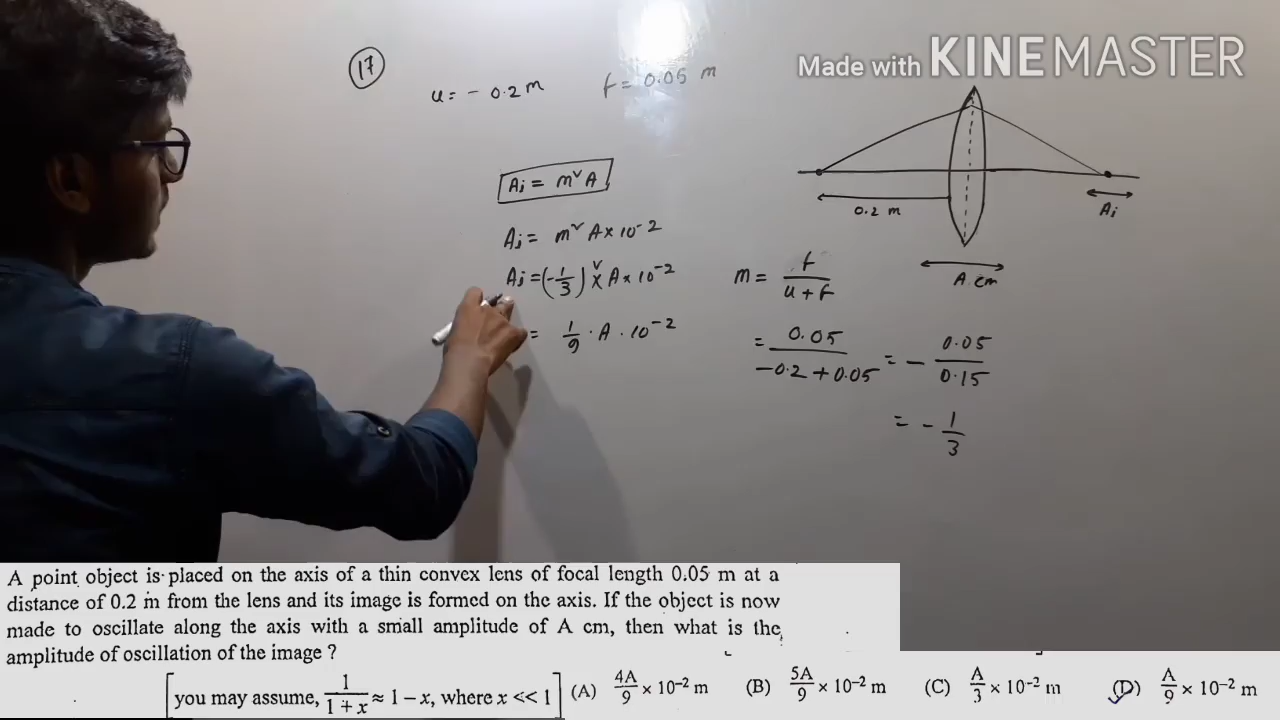 Made with KINEMASTER
17
u = - 0.2 m f = 0.05 m
Ai = m²A
Ai = m² A × 10⁻²
Ai = (-1/3)² × A × 10⁻²
= 1/9 · A · 10⁻²
0.2 m
Ai
A cm
m = f / u + f
= 0.05 / -0.2 + 0.05 = - 0.05 / 0.15
= - 1/3
A point object is placed on the axis of a thin convex lens of focal length 0.05 m at a
distance of 0.2 m from the lens and its image is formed on the axis. If the object is now
made to oscillate along the axis with a small amplitude of A cm, then what is the
amplitude of oscillation of the image ?
[you may assume, 1/1+x ≈ 1 – x, where x << 1] (A) 4A/9 × 10⁻² m (B) 5A/9 × 10⁻² m (C) A/3 × 10⁻² m (D) A/9 × 10⁻² m